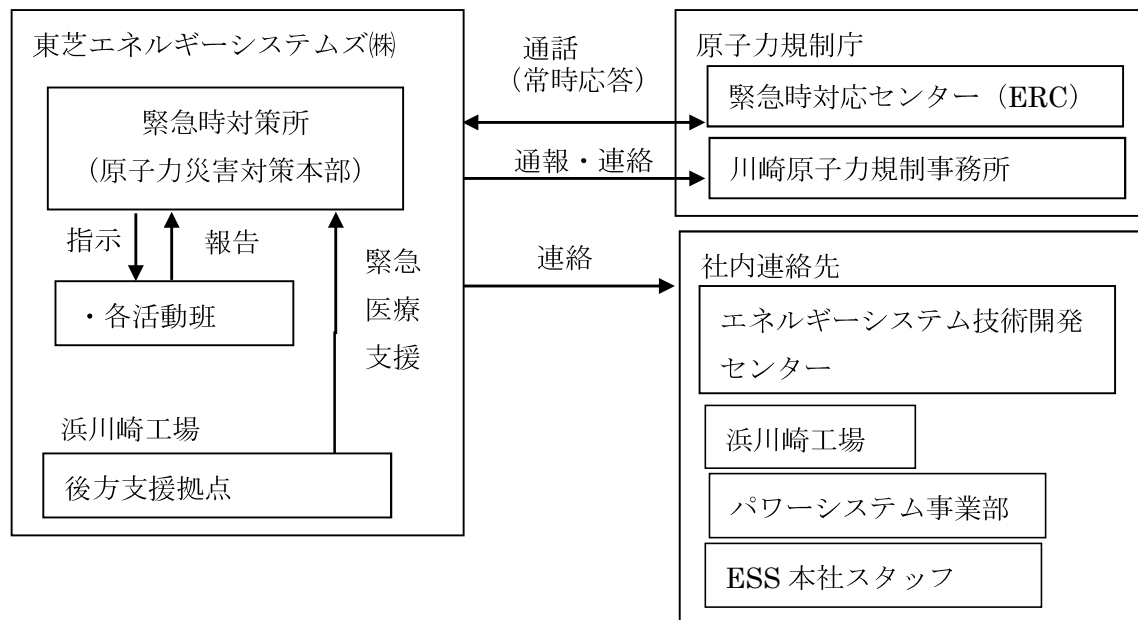 東芝エネルギーシステムズ㈱
緊急時対策所
（原子力災害対策本部）
指示
報告
・各活動班
緊急
医療
支援
浜川崎工場
後方支援拠点
通話
（常時応答）
通報・連絡
連絡
原子力規制庁
緊急時対応センター（ERC）
川崎原子力規制事務所
社内連絡先
エネルギーシステム技術開発
センター
浜川崎工場
パワーシステム事業部
ESS 本社スタッフ